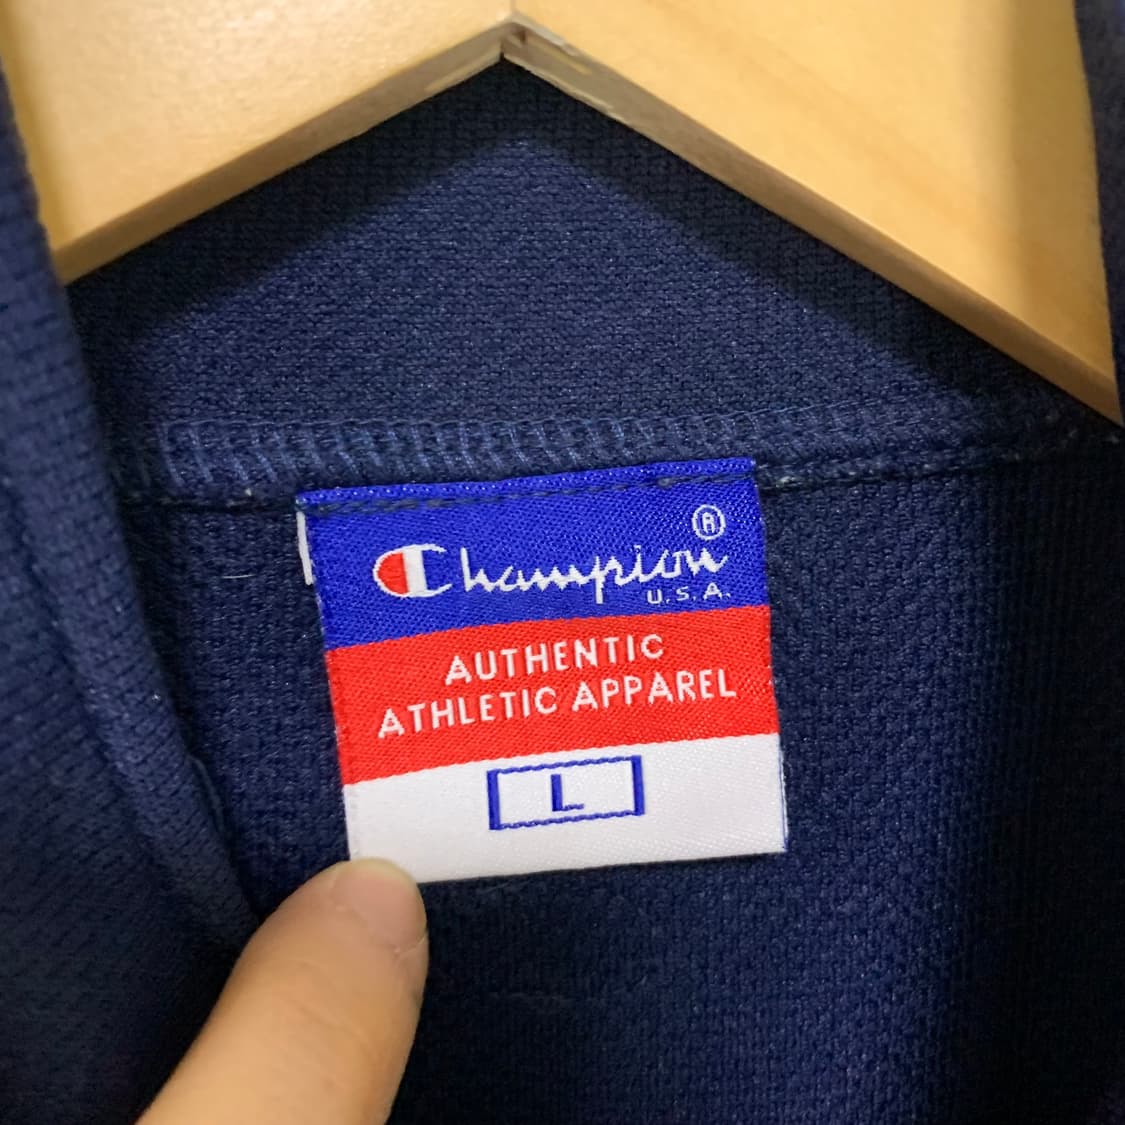 Champion®
U.S.A.
AUTHENTIC
ATHLETIC APPAREL
L